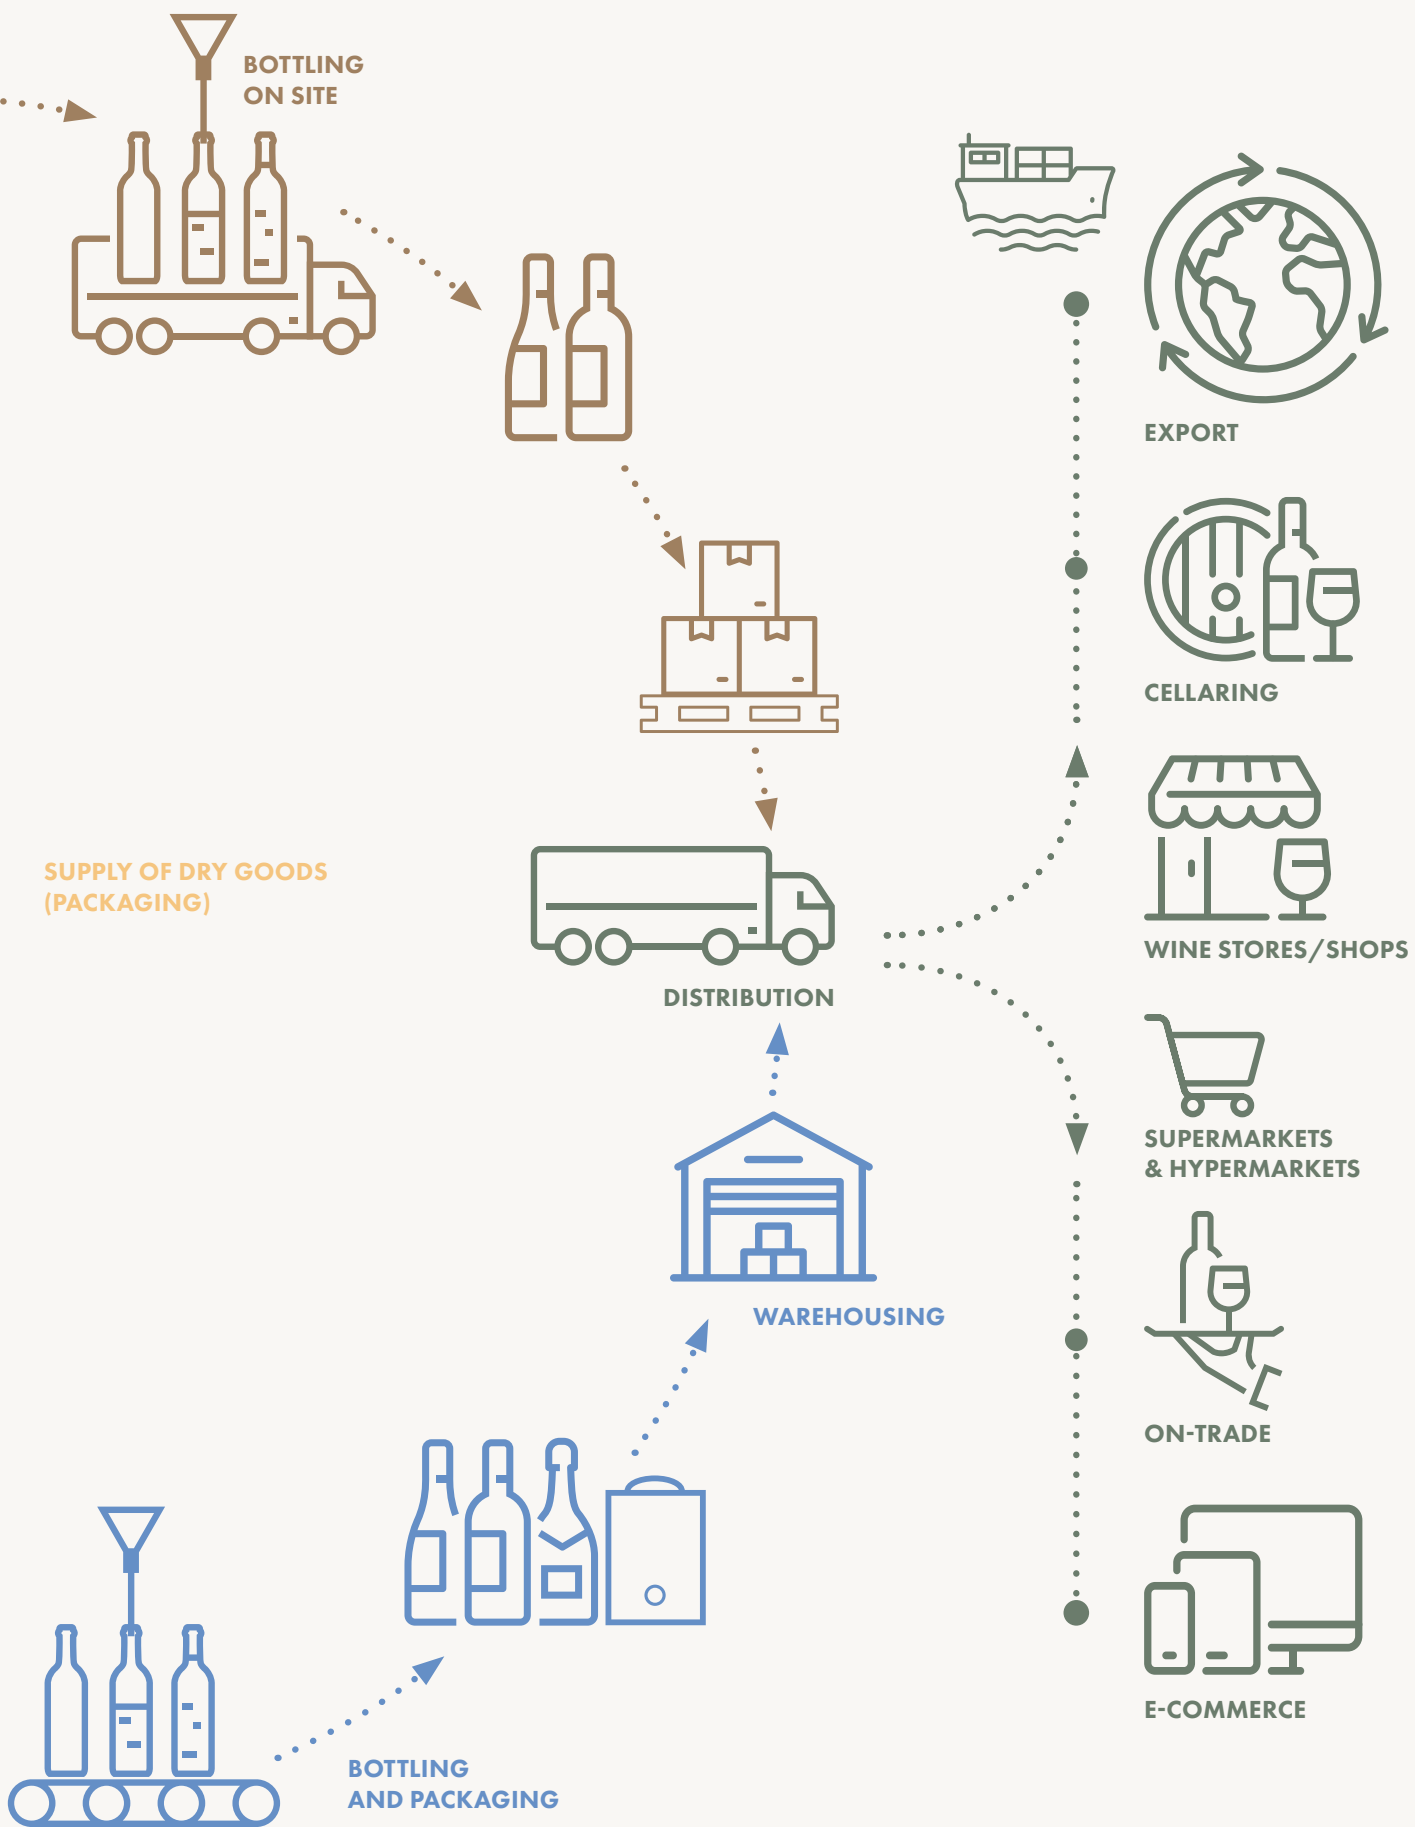 BOTTLING
ON SITE
EXPORT
CELLARING
SUPPLY OF DRY GOODS
(PACKAGING)
WINE STORES/SHOPS
DISTRIBUTION
SUPERMARKETS
& HYPERMARKETS
WAREHOUSING
ON-TRADE
E-COMMERCE
BOTTLING
AND PACKAGING